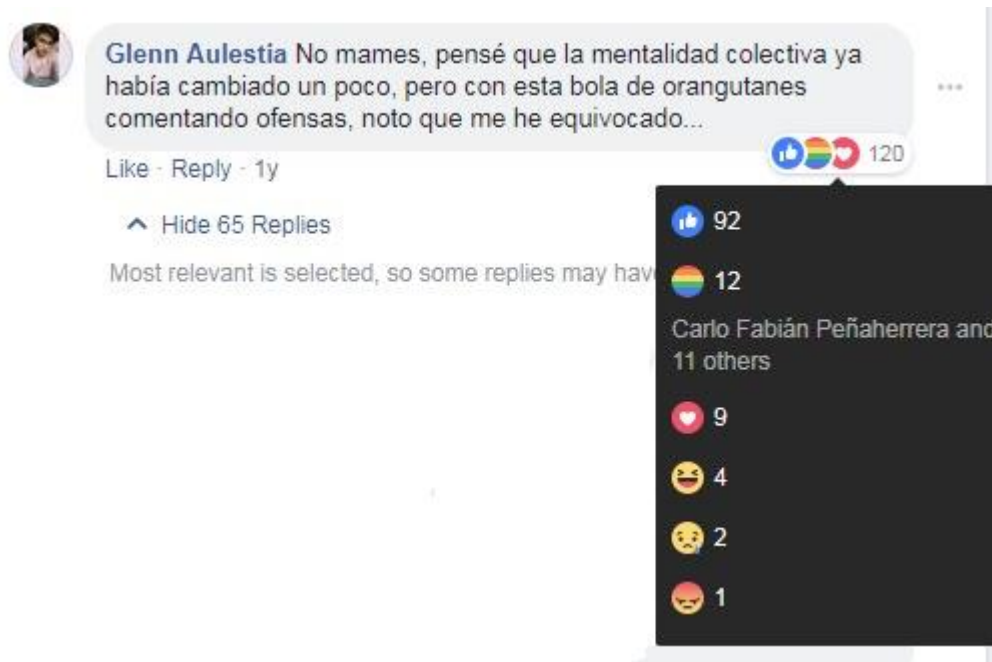 Glenn Aulestia No mames, pensé que la mentalidad colectiva ya
había cambiado un poco, pero con esta bola de orangutanes
comentando ofensas, noto que me he equivocado...
120
Like · Reply · 1y
Hide 65 Replies
Most relevant is selected, so some replies may hav
92
12
Carlo Fabián Peñaherrera and
11 others
9
4
2
1